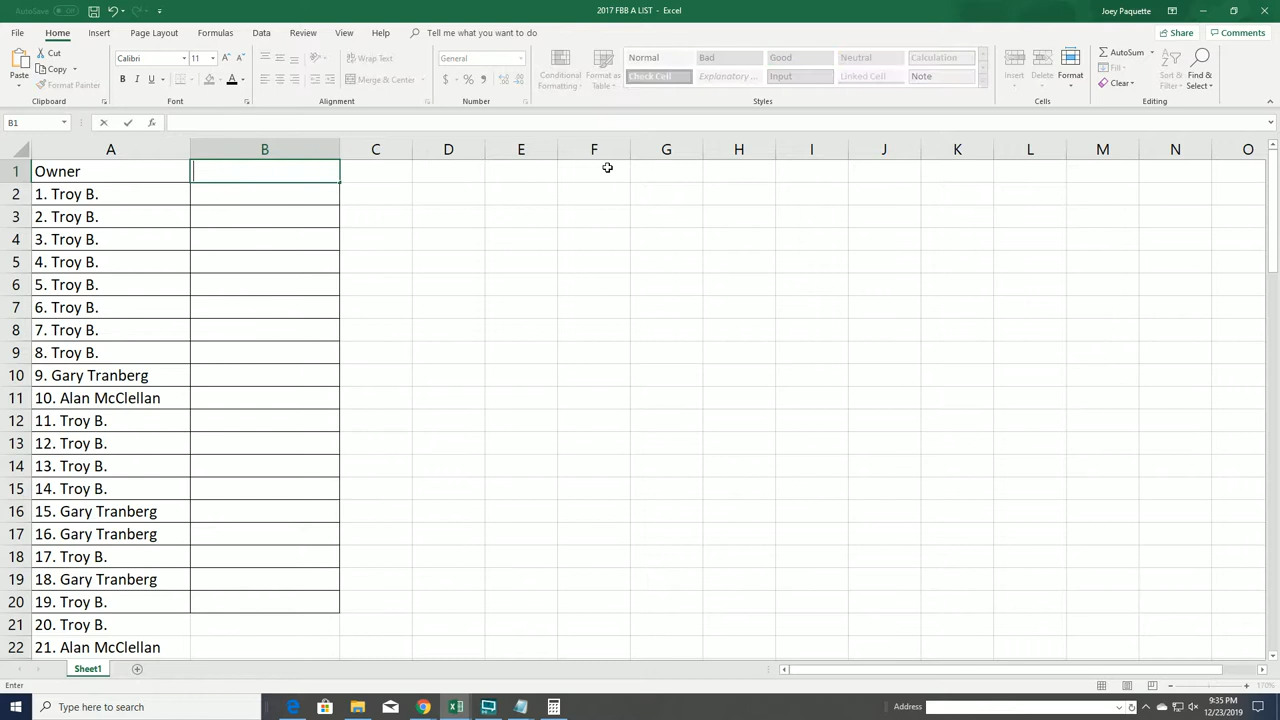 AutoSave Off 2017 FBB A LIST - Excel Joey Paquette
File Home Insert Page Layout Formulas Data Review View Help Tell me what you want to do Share Comments
Paste
Cut
Copy
Format Painter
Clipboard
Calibri 11
B I U A
Font
Wrap Text
Merge & Center
Alignment
General
$ % ,
Number
Conditional Formatting
Format as Table
Normal Bad Good Neutral Calculation
Check Cell Explanatory ... Input Linked Cell Note
Styles
Insert Delete Format
Cells
AutoSum
Fill
Clear
Sort & Filter
Find & Select
Editing
B1 fx
A B C D E F G H I J K L M N O
1 Owner
2 1. Troy B.
3 2. Troy B.
4 3. Troy B.
5 4. Troy B.
6 5. Troy B.
7 6. Troy B.
8 7. Troy B.
9 8. Troy B.
10 9. Gary Tranberg
11 10. Alan McClellan
12 11. Troy B.
13 12. Troy B.
14 13. Troy B.
15 14. Troy B.
16 15. Gary Tranberg
17 16. Gary Tranberg
18 17. Troy B.
19 18. Gary Tranberg
20 19. Troy B.
21 20. Troy B.
22 21. Alan McClellan
Sheet1
Enter 170%
Type here to search Address 9:35 PM
12/23/2019